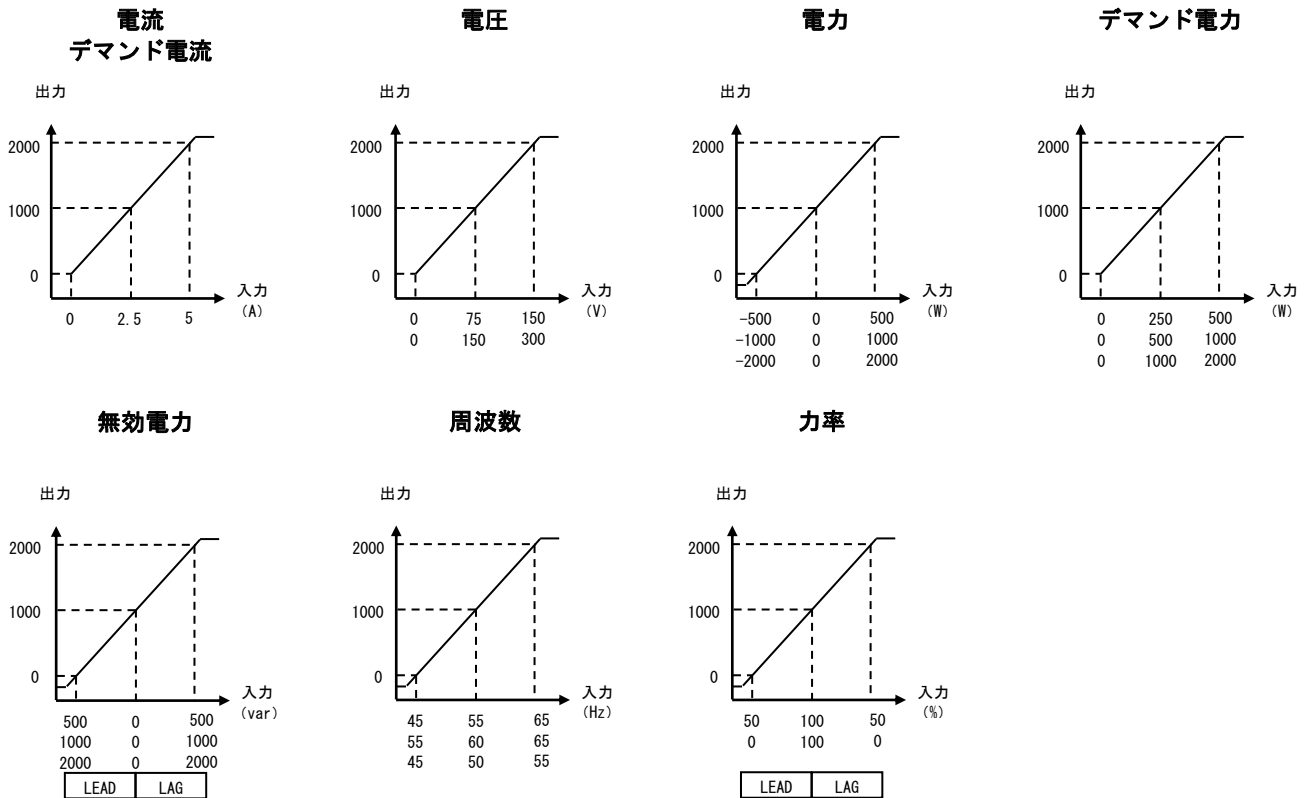 電流
デマンド電流
出力
2000
1000
0
入力
(A)
0 2.5 5
電圧
出力
2000
1000
0
入力
(V)
0 75 150
0 150 300
電力
出力
2000
1000
0
入力
(W)
-500 0 500
-1000 0 1000
-2000 0 2000
デマンド電力
出力
2000
1000
0
入力
(W)
0 250 500
0 500 1000
0 1000 2000
無効電力
出力
2000
1000
0
入力
(var)
500 0 500
1000 0 1000
2000 0 2000
LEAD LAG
周波数
出力
2000
1000
0
入力
(Hz)
45 55 65
55 60 65
45 50 55
力率
出力
2000
1000
0
入力
(%)
50 100 50
0 100 0
LEAD LAG